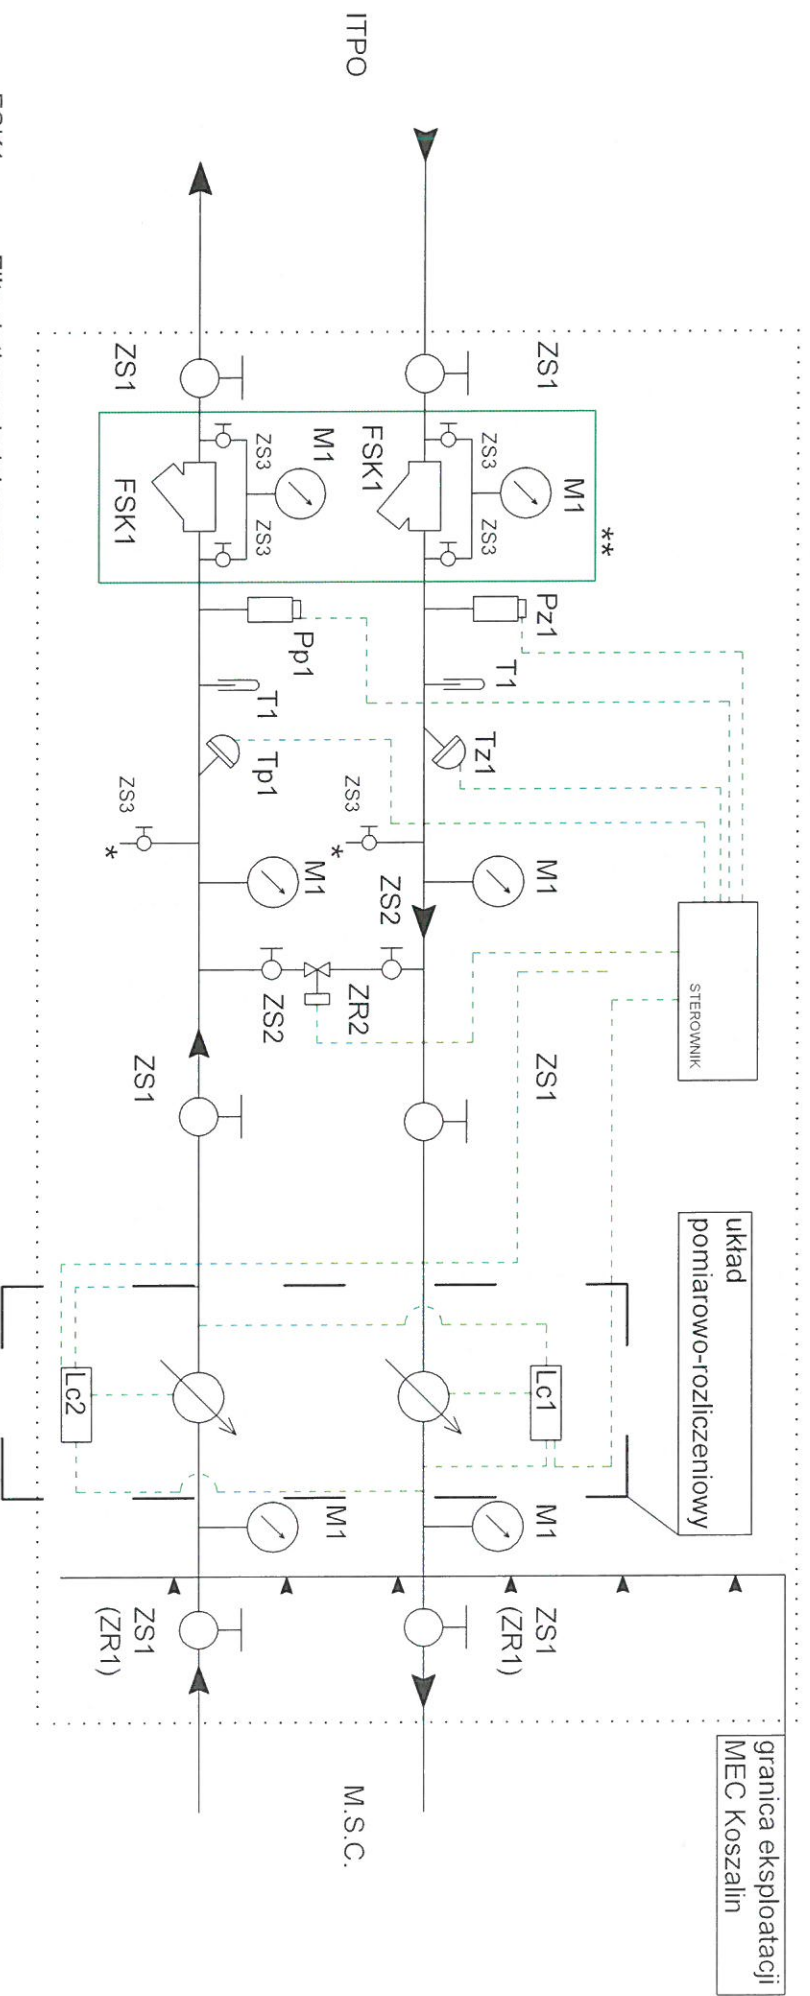 ITPO
ZS1
ZS1
**
M1
ZS3
ZS3
FSK1
M1
ZS3
ZS3
FSK1
Pz1
Pp1
T1
T1
Tz1
Tp1
ZS3
*
ZS3
*
M1
M1
ZS2
ZR2
ZS2
STEROWNIK
ZS1
ZS1
układ
pomiarowo-rozliczeniowy
Lc1
Lc2
M1
M1
ZS1
(ZR1)
ZS1
(ZR1)
M.S.C.
granica eksploatacji
MEC Koszalin